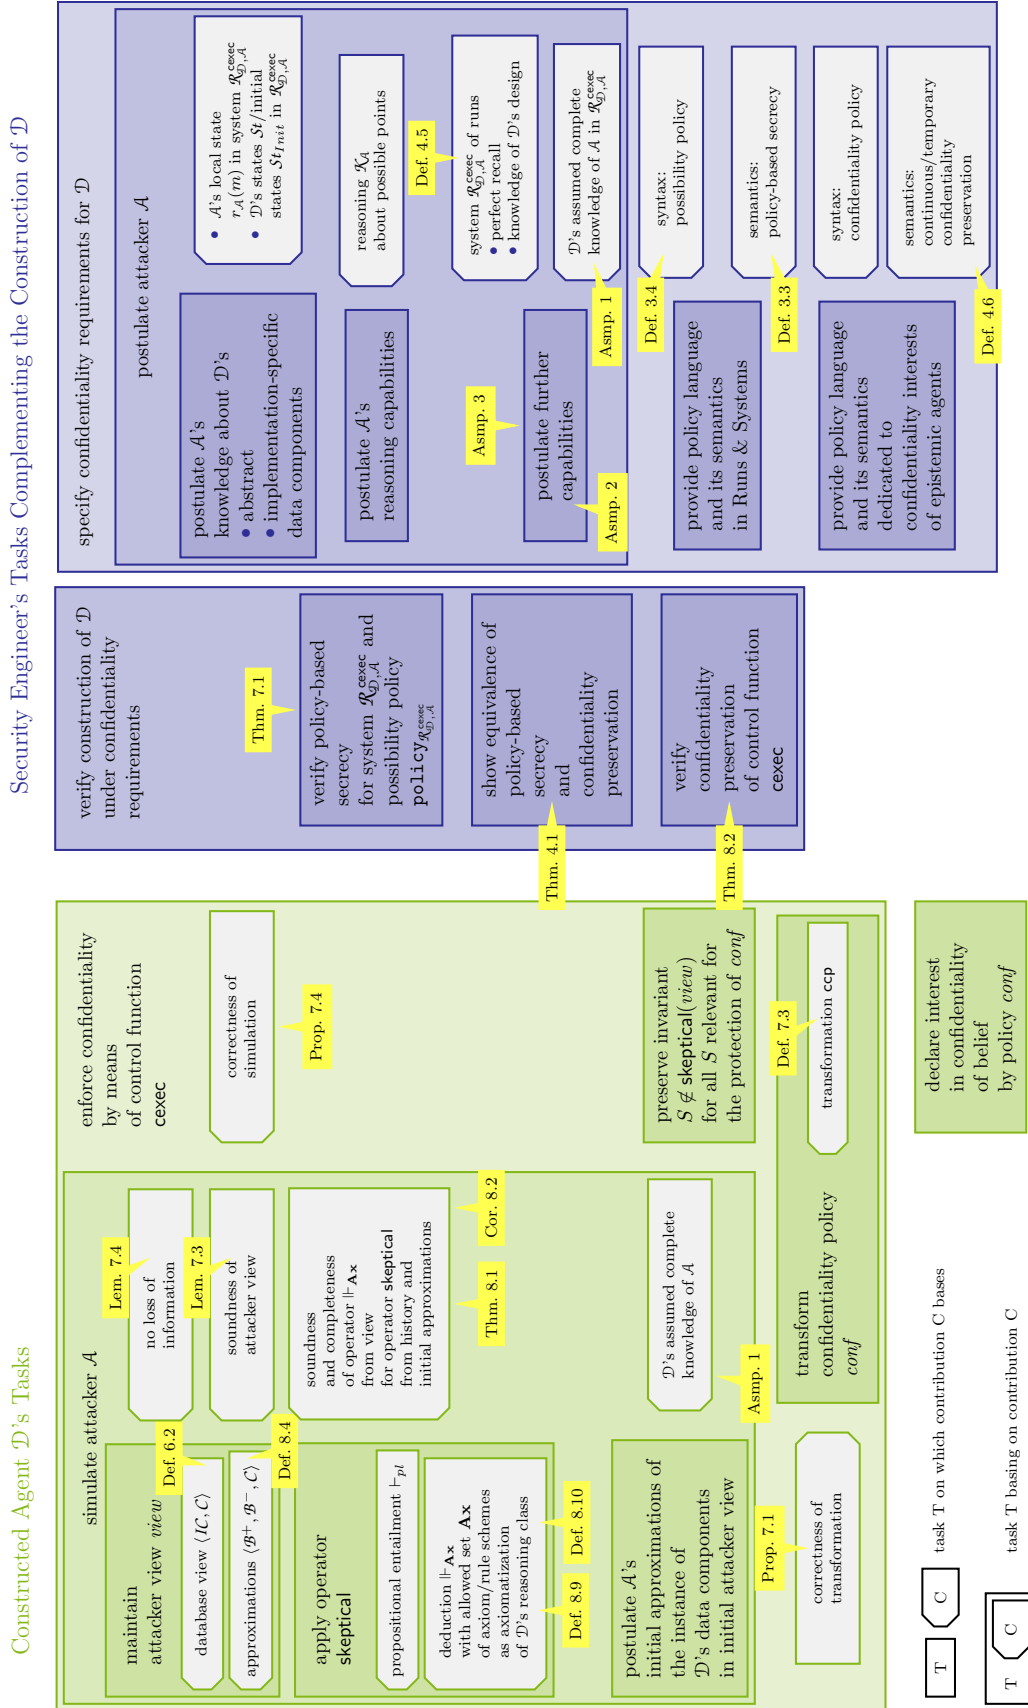 Constructed Agent 𝒟's Tasks
simulate attacker 𝒜
maintain
attacker view view
Def. 6.2
database view ⟨IC, C⟩
approximations ⟨B⁺, B⁻, C⟩
Def. 8.4
Lem. 7.4
no loss of
information
Lem. 7.3
soundness of
attacker view
apply operator
skeptical
propositional entailment ⊢pl
deduction ⊩Ax
with allowed set Ax
of axiom/rule schemes
as axiomatization
of 𝒟's reasoning class
Def. 8.9
Def. 8.10
soundness
and completeness
of operator ⊩Ax
from view
for operator skeptical
from history and
initial approximations
Thm. 8.1
Cor. 8.2
postulate 𝒜's
initial approximations of
the instance of
𝒟's data components
in initial attacker view
𝒟's assumed complete
knowledge of 𝒜
Asmp. 1
Prop. 7.1
correctness of
transformation
enforce confidentiality
by means
of control function
cexec
correctness of
simulation
Prop. 7.4
preserve invariant
S ∉ skeptical(view)
for all S relevant for
the protection of conf
transform
confidentiality policy
conf
Def. 7.3
transformation ccp
declare interest
in confidentiality
of belief
by policy conf
T
C
task T on which contribution C bases
T
C
task T basing on contribution C
Security Engineer's Tasks Complementing the Construction of 𝒟
verify construction of 𝒟
under confidentiality
requirements
Thm. 7.1
verify policy-based
secrecy
for system ℛ^cexec_𝒟,𝒜 and
possibility policy
policy_ℛ^cexec_𝒟,𝒜
show equivalence of
policy-based
secrecy
and
confidentiality
preservation
Thm. 4.1
verify
confidentiality
preservation
of control function
cexec
Thm. 8.2
specify confidentiality requirements for 𝒟
postulate attacker 𝒜
postulate 𝒜's
knowledge about 𝒟's
• abstract
• implementation-specific
data components
• 𝒜's local state
r_𝒜(m) in system ℛ^cexec_𝒟,𝒜
• 𝒟's states St/initial
states St_Init in ℛ^cexec_𝒟,𝒜
postulate 𝒜's
reasoning capabilities
reasoning 𝒦_𝒜
about possible points
Def. 4.5
system ℛ^cexec_𝒟,𝒜 of runs
• perfect recall
• knowledge of 𝒟's design
Asmp. 3
postulate further
capabilities
Asmp. 2
𝒟's assumed complete
knowledge of 𝒜 in ℛ^cexec_𝒟,𝒜
Asmp. 1
provide policy language
and its semantics
in Runs & Systems
syntax:
possibility policy
Def. 3.4
semantics:
policy-based secrecy
Def. 3.3
provide policy language
and its semantics
dedicated to
confidentiality interests
of epistemic agents
syntax:
confidentiality policy
semantics:
continuous/temporary
confidentiality
preservation
Def. 4.6